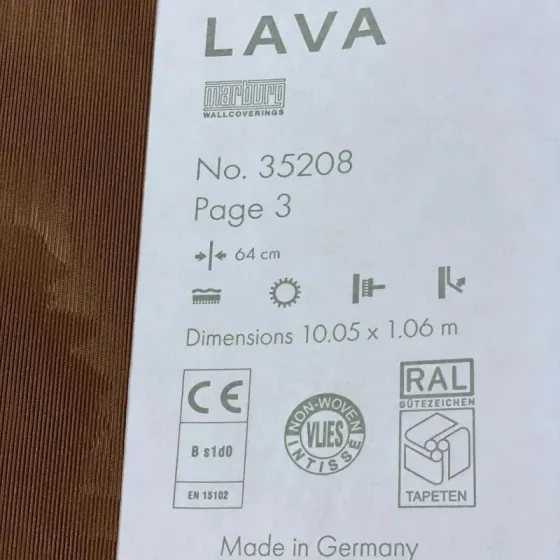 LAVA
marburg
WALLCOVERINGS
No. 35208
Page 3
64 cm
Dimensions 10.05 x 1.06 m
CE
B s1d0
EN 15102
NON-WOVEN
VLIES
INTISSE
RAL
GÜTEZEICHEN
TAPETEN
Made in Germany